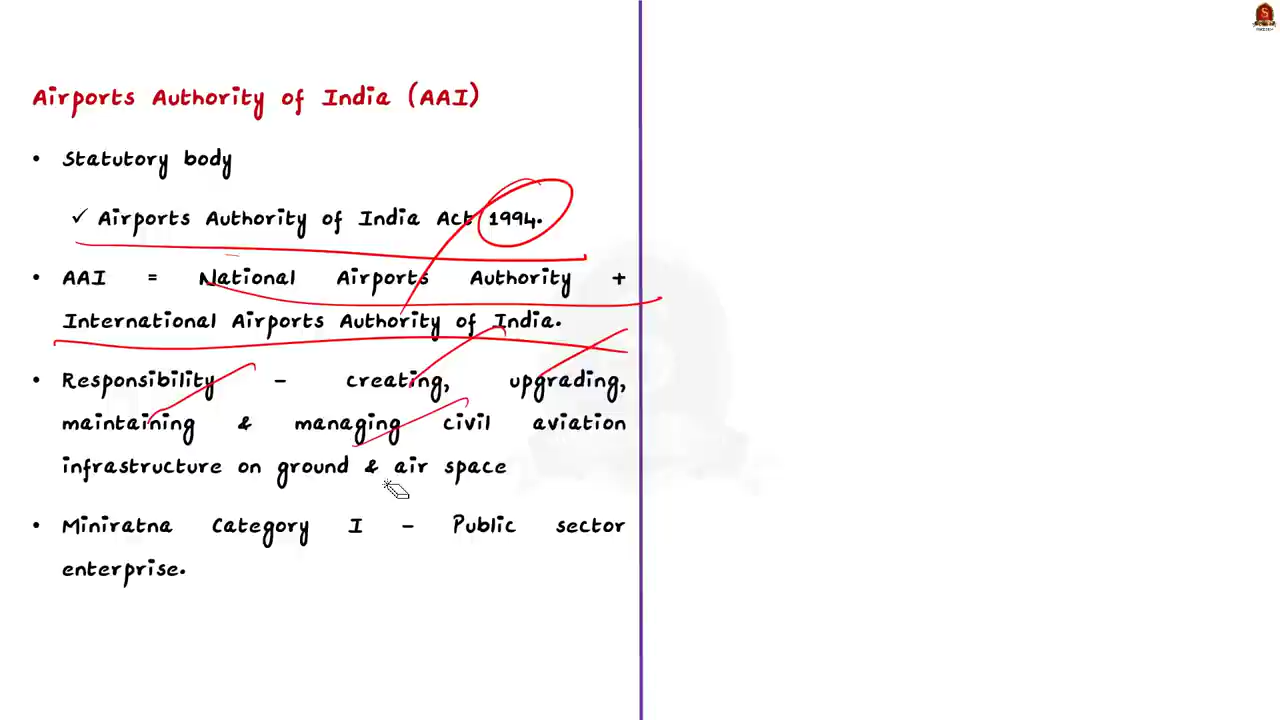 Airports Authority of India (AAI)
• Statutory body
✓ Airports Authority of India Act 1994.
• AAI = National Airports Authority +
International Airports Authority of India.
• Responsibility - creating, upgrading,
maintaining & managing civil aviation
infrastructure on ground & air space
• Miniratna Category I - Public sector
enterprise.